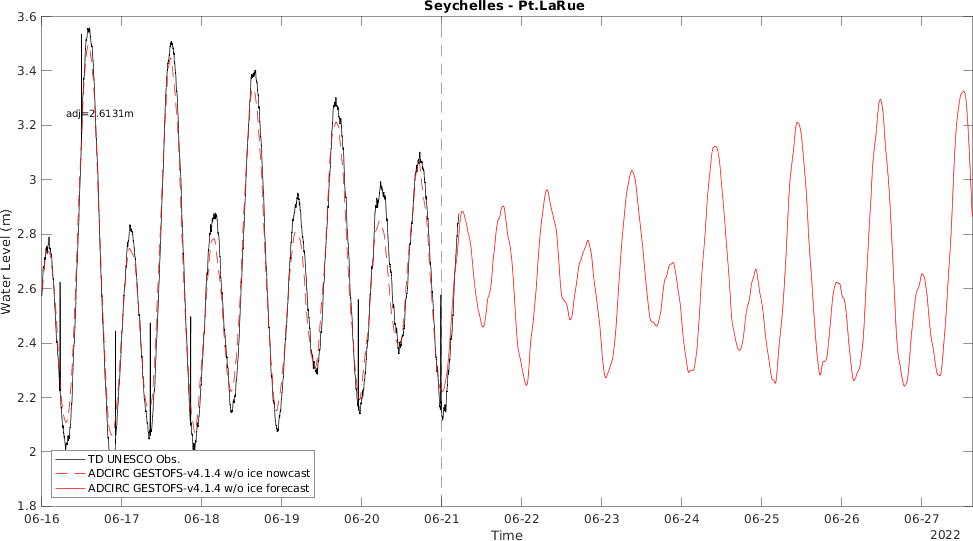 Seychelles - Pt.LaRue
3.6
3.4
adj=2.6131m
3.2
3
2.8
Water Level (m)
2.6
2.4
2.2
2
TD UNESCO Obs.
ADCIRC GESTOFS-v4.1.4 w/o ice nowcast
ADCIRC GESTOFS-v4.1.4 w/o ice forecast
1.8
06-16 06-17 06-18 06-19 06-20 06-21 06-22 06-23 06-24 06-25 06-26 06-27
Time
2022